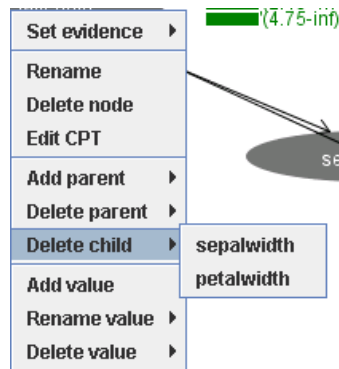 '(4.75-inf)
Set evidence
Rename
Delete node
Edit CPT
Add parent
Delete parent
Delete child
sepalwidth
petalwidth
Add value
Rename value
Delete value
se